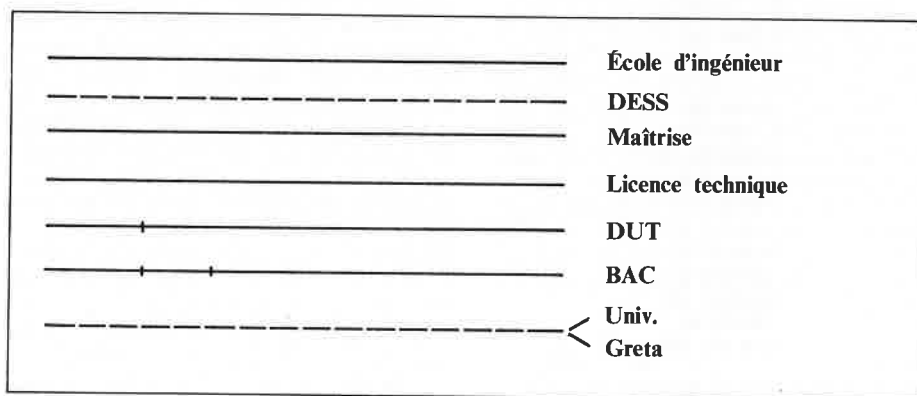 École d'ingénieur
DESS
Maîtrise
Licence technique
DUT
BAC
Univ.
Greta